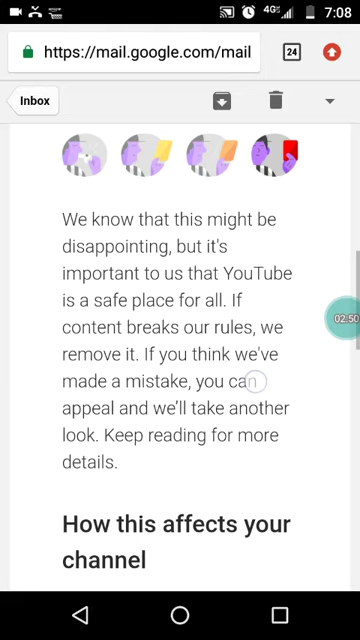 4G
7:08
https://mail.google.com/mail
24
Inbox
We know that this might be
disappointing, but it's
important to us that YouTube
is a safe place for all. If
content breaks our rules, we
remove it. If you think we've
made a mistake, you can
appeal and we'll take another
look. Keep reading for more
details.
02:50
How this affects your
channel